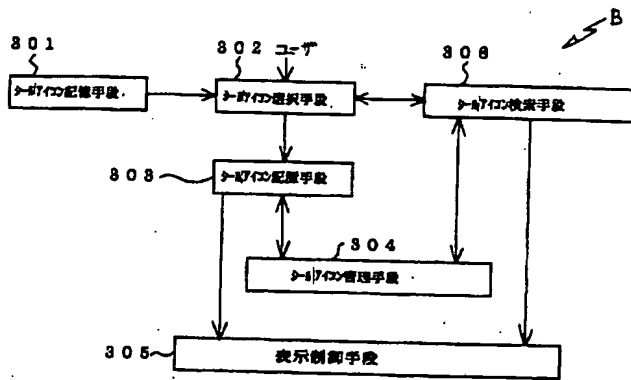 B
301
302
ユーザ
306
シールアイコン記憶手段
シールアイコン選択手段
シールアイコン検索手段
303
シールアイコン配置手段
304
シールアイコン管理手段
305
表示制御手段